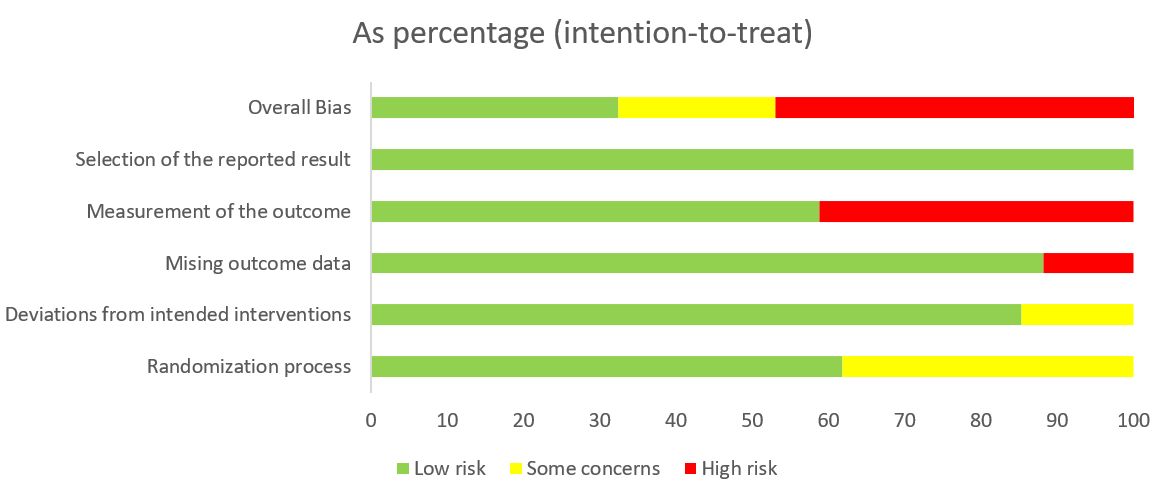 As percentage (intention-to-treat)
Overall Bias
Selection of the reported result
Measurement of the outcome
Mising outcome data
Deviations from intended interventions
Randomization process
0 10 20 30 40 50 60 70 80 90 100
Low risk Some concerns High risk